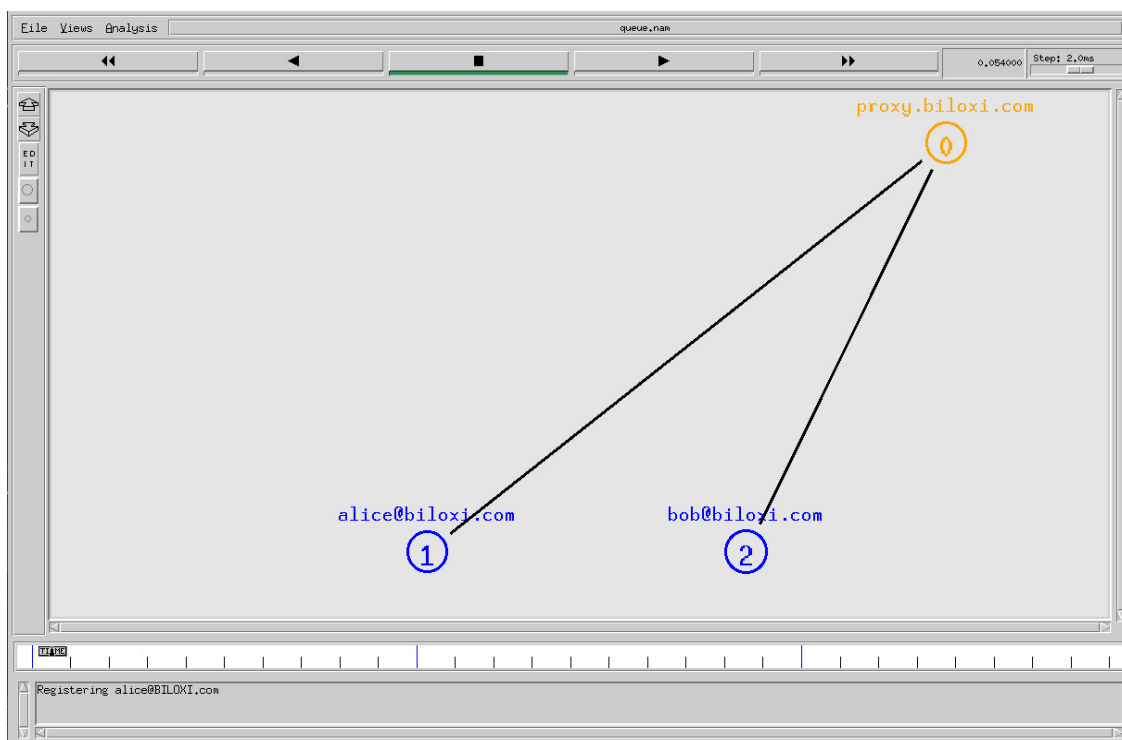 Eile Views Analysis queue.nam
0.054000 Step: 2.0ms
ED
IT
proxy.biloxi.com
0
alice@biloxi.com bob@biloxi.com
1 2
TIME
Registering alice@BILOXI.com